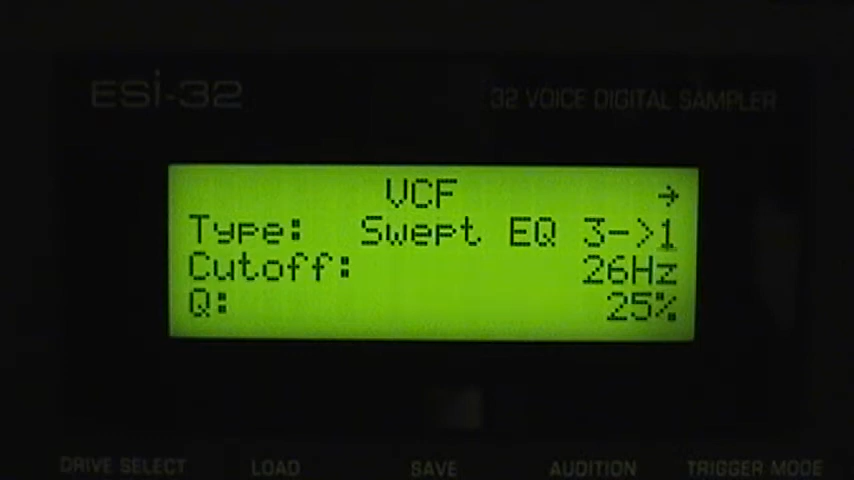 ESi-32 32 VOICE DIGITAL SAMPLER
VCF →
Type: Swept EQ 3->1
Cutoff: 26Hz
Q: 25%
DRIVE SELECT LOAD SAVE AUDITION TRIGGER MODE